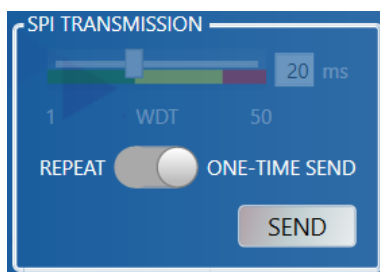 SPI TRANSMISSION
20 ms
1 WDT 50
REPEAT ONE-TIME SEND
SEND